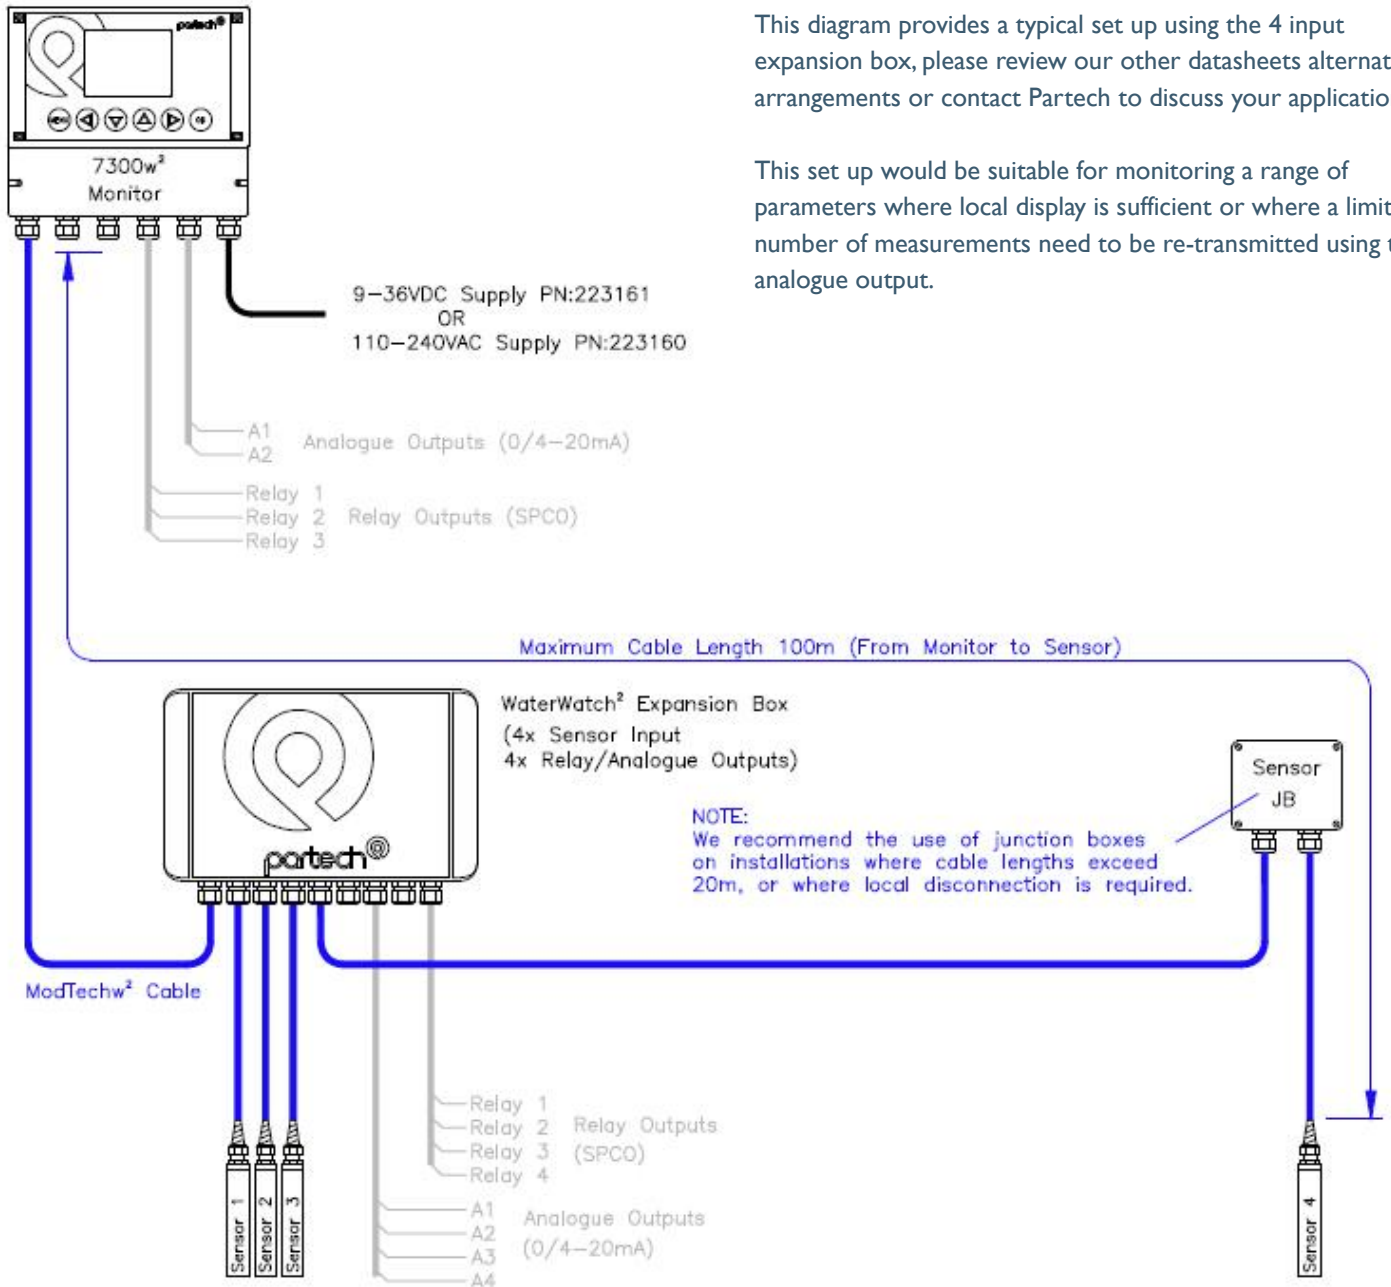 partech
This diagram provides a typical set up using the 4 input
expansion box, please review our other datasheets alternat
arrangements or contact Partech to discuss your applicatio
This set up would be suitable for monitoring a range of
parameters where local display is sufficient or where a limit
number of measurements need to be re-transmitted using t
analogue output.
7300w²
Monitor
9-36VDC Supply PN:223161
OR
110-240VAC Supply PN:223160
A1
A2
Analogue Outputs (0/4-20mA)
Relay 1
Relay 2
Relay 3
Relay Outputs (SPCO)
Maximum Cable Length 100m (From Monitor to Sensor)
WaterWatch² Expansion Box
(4x Sensor Input
4x Relay/Analogue Outputs)
partech
Sensor
JB
NOTE:
We recommend the use of junction boxes
on installations where cable lengths exceed
20m, or where local disconnection is required.
ModTechw² Cable
Relay 1
Relay 2
Relay 3
Relay 4
Relay Outputs
(SPCO)
A1
A2
A3
A4
Analogue Outputs
(0/4-20mA)
Sensor 1
Sensor 2
Sensor 3
Sensor 4